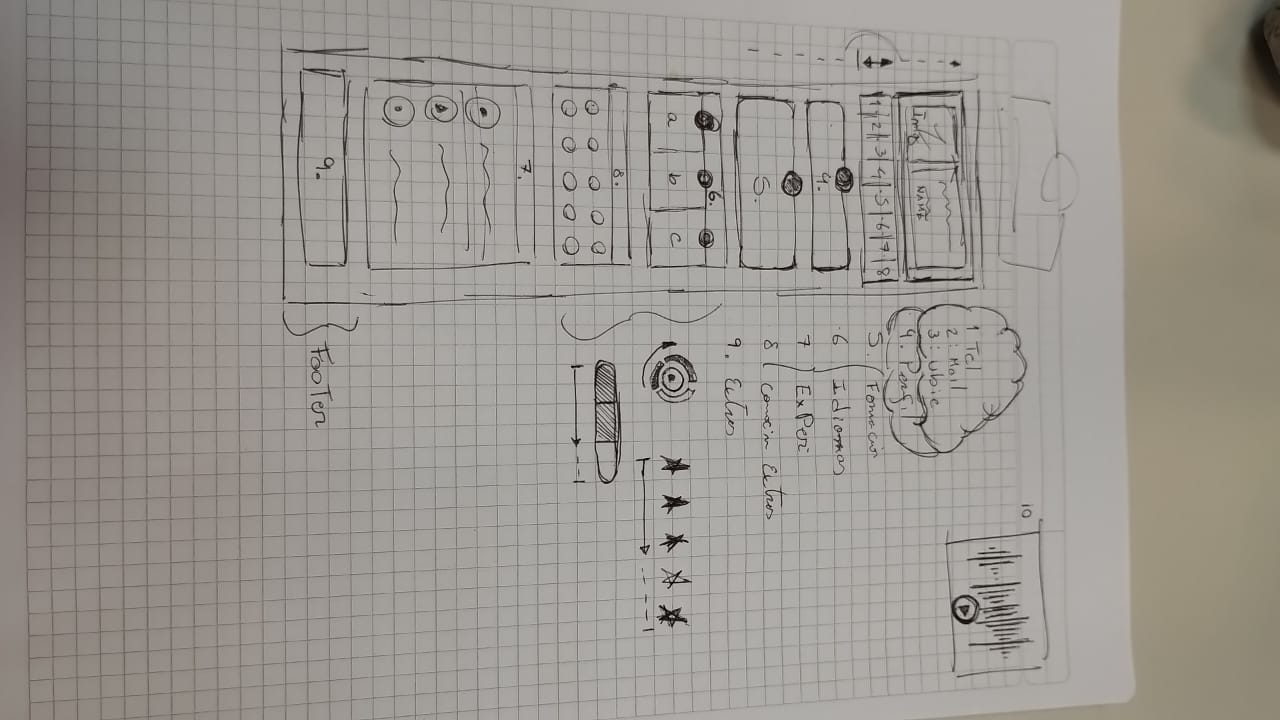 10
Img
NAME
1 Tel
2: Mail
3: Ubic
4. Perfil
1 2 3 4 5 6 7 8
5. Formación
6 Idiomas
7 ExPeri
8 Conocim Extras
9. Extras
4.
5.
6.
a b c
8.
7.
9.
FooTer